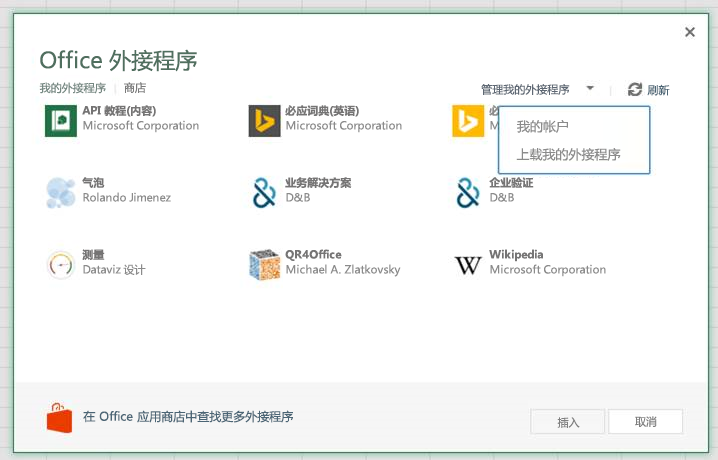 Office 外接程序
我的外接程序 | 商店
管理我的外接程序
刷新
API 教程(内容)
Microsoft Corporation
必应词典(英语)
Microsoft Corporation
我的帐户
上载我的外接程序
气泡
Rolando Jimenez
业务解决方案
D&B
企业验证
D&B
测量
Dataviz 设计
QR4Office
Michael A. Zlatkovsky
Wikipedia
Microsoft Corporation
在 Office 应用商店中查找更多外接程序
插入
取消